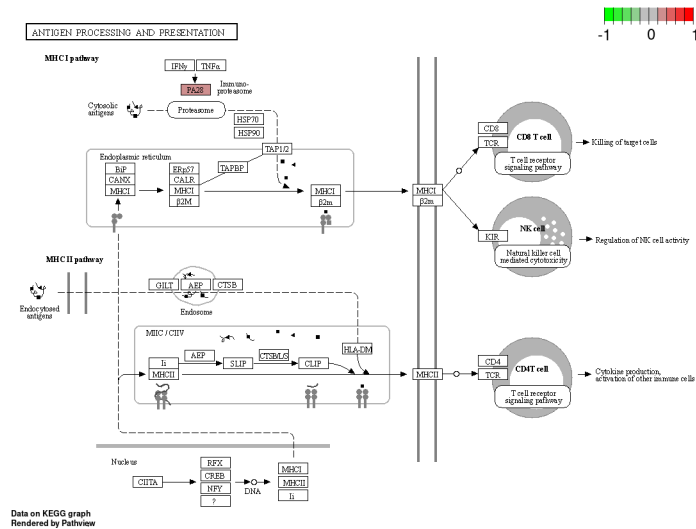 ANTIGEN PROCESSING AND PRESENTATION
-1 0 1
MHC I pathway
IFNγ TNFα
PA28
Immuno-
proteasome
Cytosolic
antigens
Proteasome
HSP70
HSP90
TAP1/2
Endoplasmic reticulum
BiP
CANX
MHCI
ERp57
CALR
MHCI
β2M
TAPBP
MHCI
β2m
MHCI
β2m
CD8
TCR
CD8 T cell
T cell receptor
signaling pathway
Killing of target cells
KIR
NK cell
Natural killer cell
mediated cytotoxicity
Regulation of NK cell activity
MHC II pathway
Endocytosed
antigens
GILT AEP CTSB
Endosome
MIIC / CIIV
Ii
MHCII
AEP
SLIP
CTSB/L/S
CLIP
HLA-DM
MHCII
CD4
TCR
CD4T cell
T cell receptor
signaling pathway
Cytokine production,
activation of other immune cells
Nucleus
CIITA
RFX
CREB
NFY
?
DNA
MHCI
MHCII
Ii
Data on KEGG graph
Rendered by Pathview